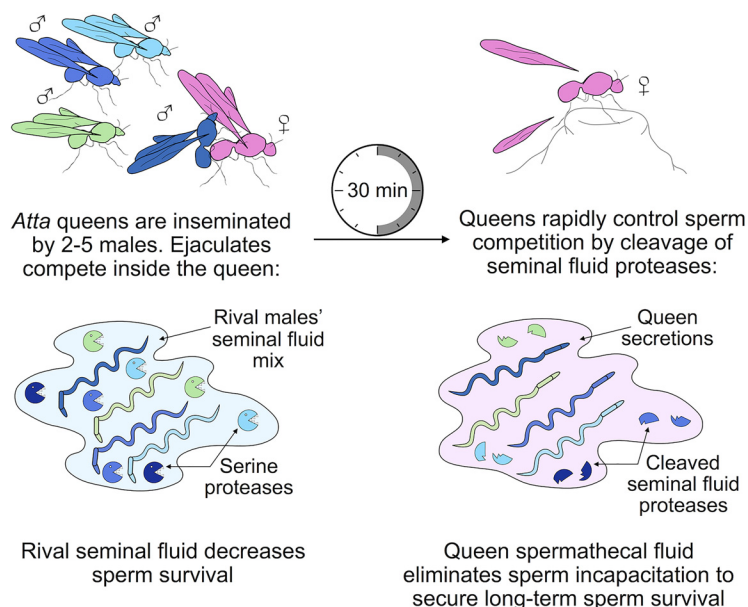 ♂
♂
♂
♂
♀
♀
30 min
Atta queens are inseminated
by 2-5 males. Ejaculates
compete inside the queen:
Queens rapidly control sperm
competition by cleavage of
seminal fluid proteases:
Rival males’
seminal fluid
mix
Serine
proteases
Queen
secretions
Cleaved
seminal fluid
proteases
Rival seminal fluid decreases
sperm survival
Queen spermathecal fluid
eliminates sperm incapacitation to
secure long-term sperm survival